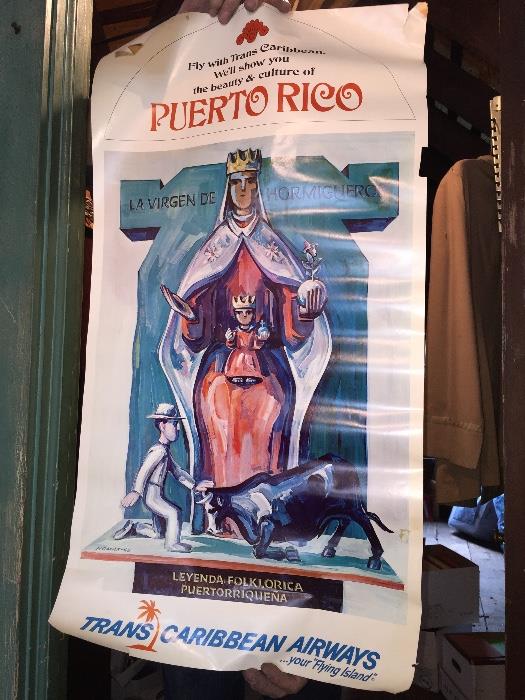 Fly with Trans Caribbean.
We'll show you
the beauty & culture of
PUERTO RICO
LA VIRGEN DE HORMIGUEROS
LEYENDA FOLKLORICA
PUERTORRIQUEÑA
TRANS CARIBBEAN AIRWAYS
...your "Flying Island"